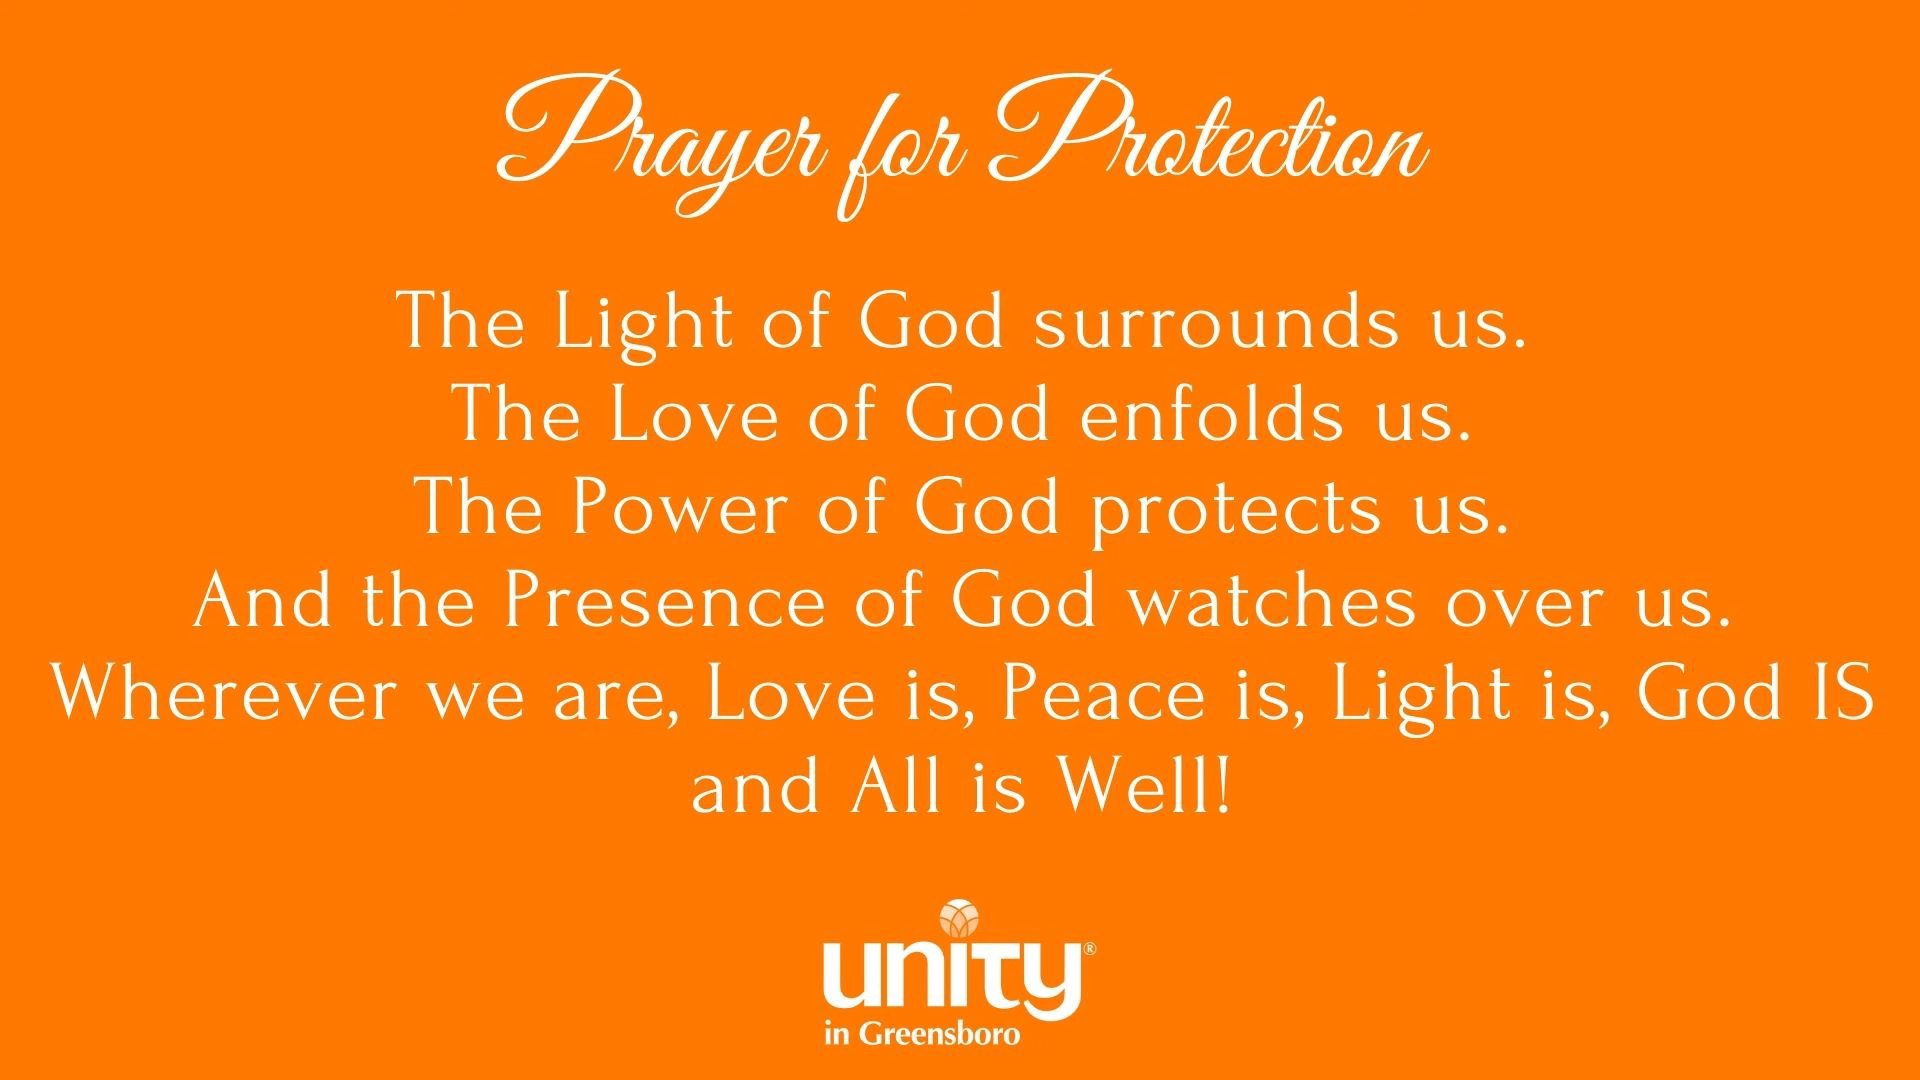 Prayer for Protection
The Light of God surrounds us.
The Love of God enfolds us.
The Power of God protects us.
And the Presence of God watches over us.
Wherever we are, Love is, Peace is, Light is, God IS
and All is Well!
unity®
in Greensboro